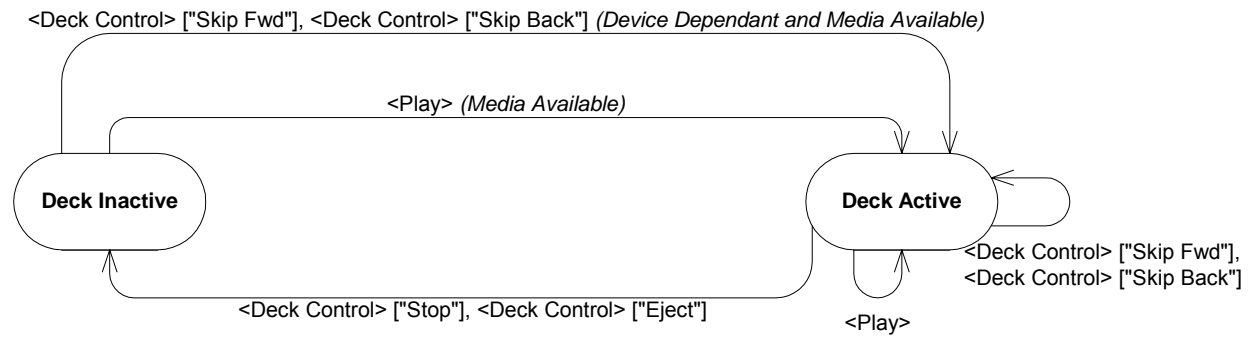 <Deck Control> ["Skip Fwd"], <Deck Control> ["Skip Back"] (Device Dependant and Media Available)
<Play> (Media Available)
Deck Inactive
Deck Active
<Deck Control> ["Skip Fwd"],
<Deck Control> ["Skip Back"]
<Deck Control> ["Stop"], <Deck Control> ["Eject"]
<Play>